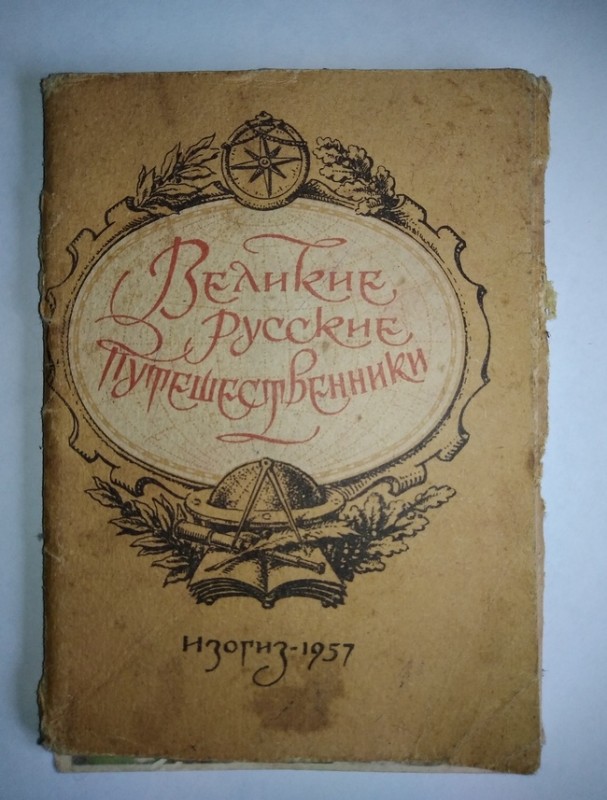 Великие
русские
путешественники
ИЗОГИЗ-1957